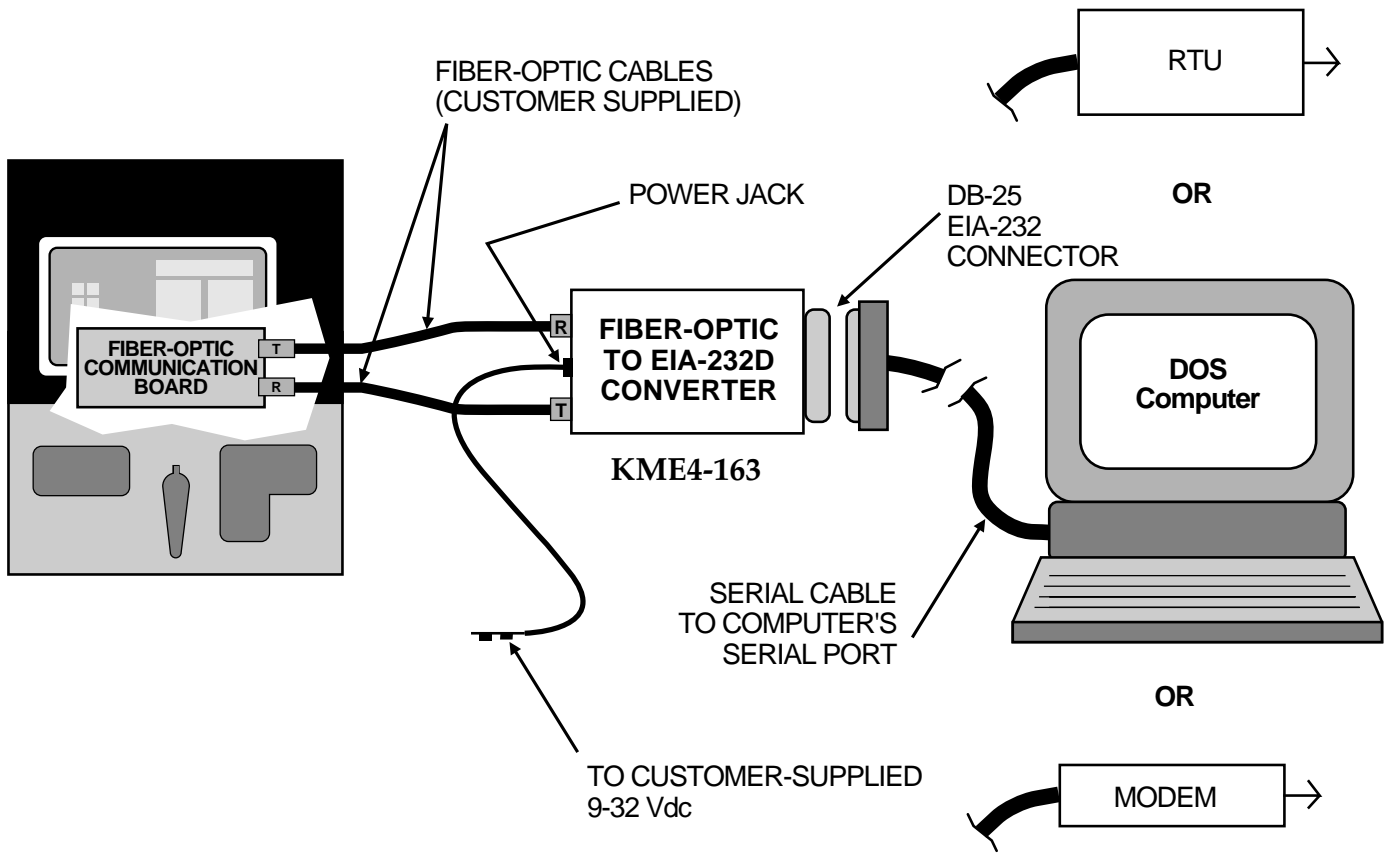 FIBER-OPTIC CABLES
(CUSTOMER SUPPLIED)
RTU
POWER JACK
DB-25
EIA-232
CONNECTOR
OR
FIBER-OPTIC
COMMUNICATION
BOARD
T
R
R
T
FIBER-OPTIC
TO EIA-232D
CONVERTER
KME4-163
DOS
Computer
SERIAL CABLE
TO COMPUTER'S
SERIAL PORT
OR
TO CUSTOMER-SUPPLIED
9-32 Vdc
MODEM